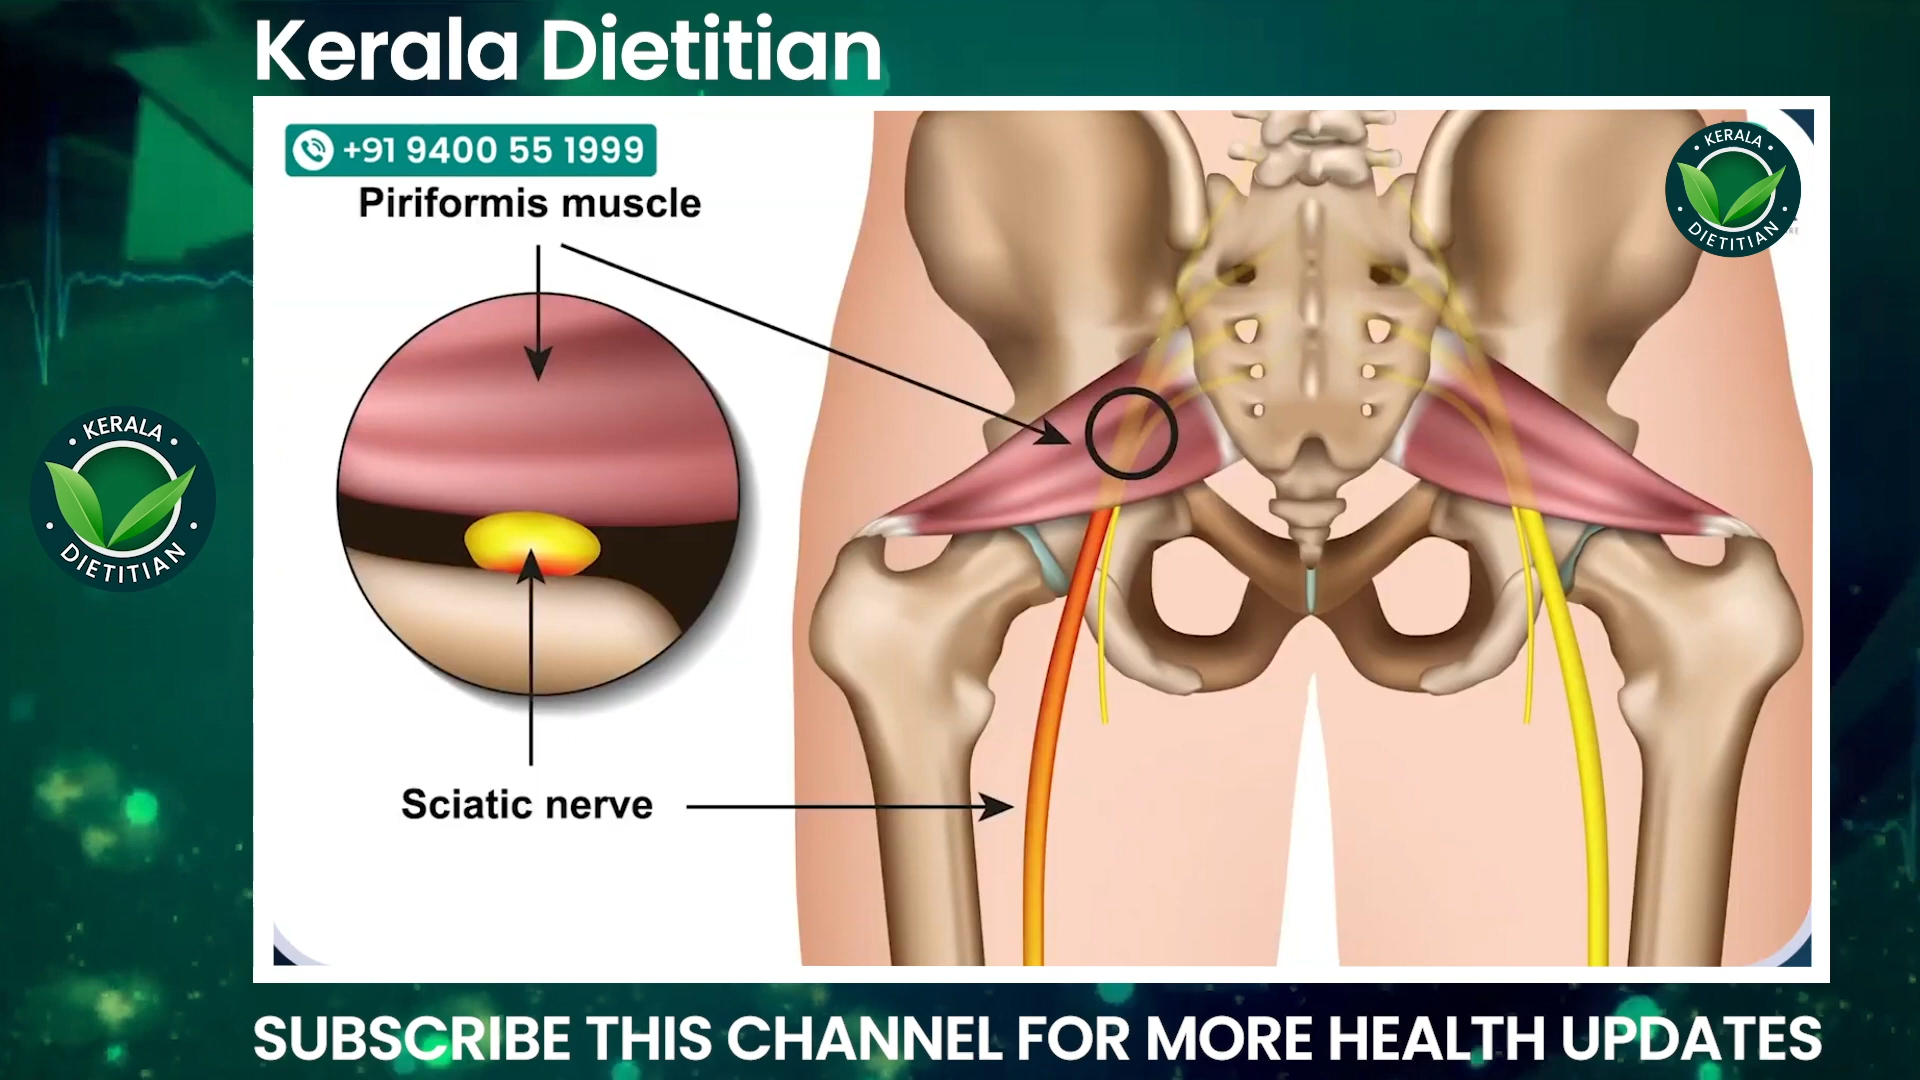 Kerala Dietitian
+91 9400 55 1999
Piriformis muscle
Sciatic nerve
KERALA
DIETITIAN
KERALA
DIETITIAN
SUBSCRIBE THIS CHANNEL FOR MORE HEALTH UPDATES